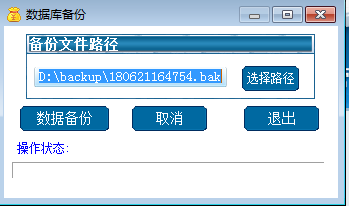 数据库备份
备份文件路径
D:\backup\180621164754.bak
选择路径
数据备份
取消
退出
操作状态: